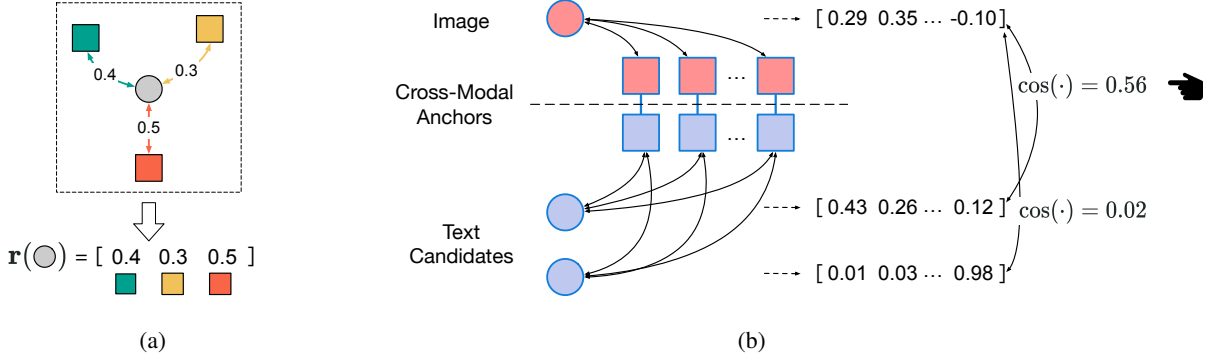 0.4
0.3
0.5
r( ) = [ 0.4 0.3 0.5 ]
(a)
Image
[ 0.29 0.35 ... -0.10]
Cross-Modal
Anchors
...
...
cos(·) = 0.56
Text
Candidates
[ 0.43 0.26 ... 0.12]
cos(·) = 0.02
[ 0.01 0.03 ... 0.98]
(b)